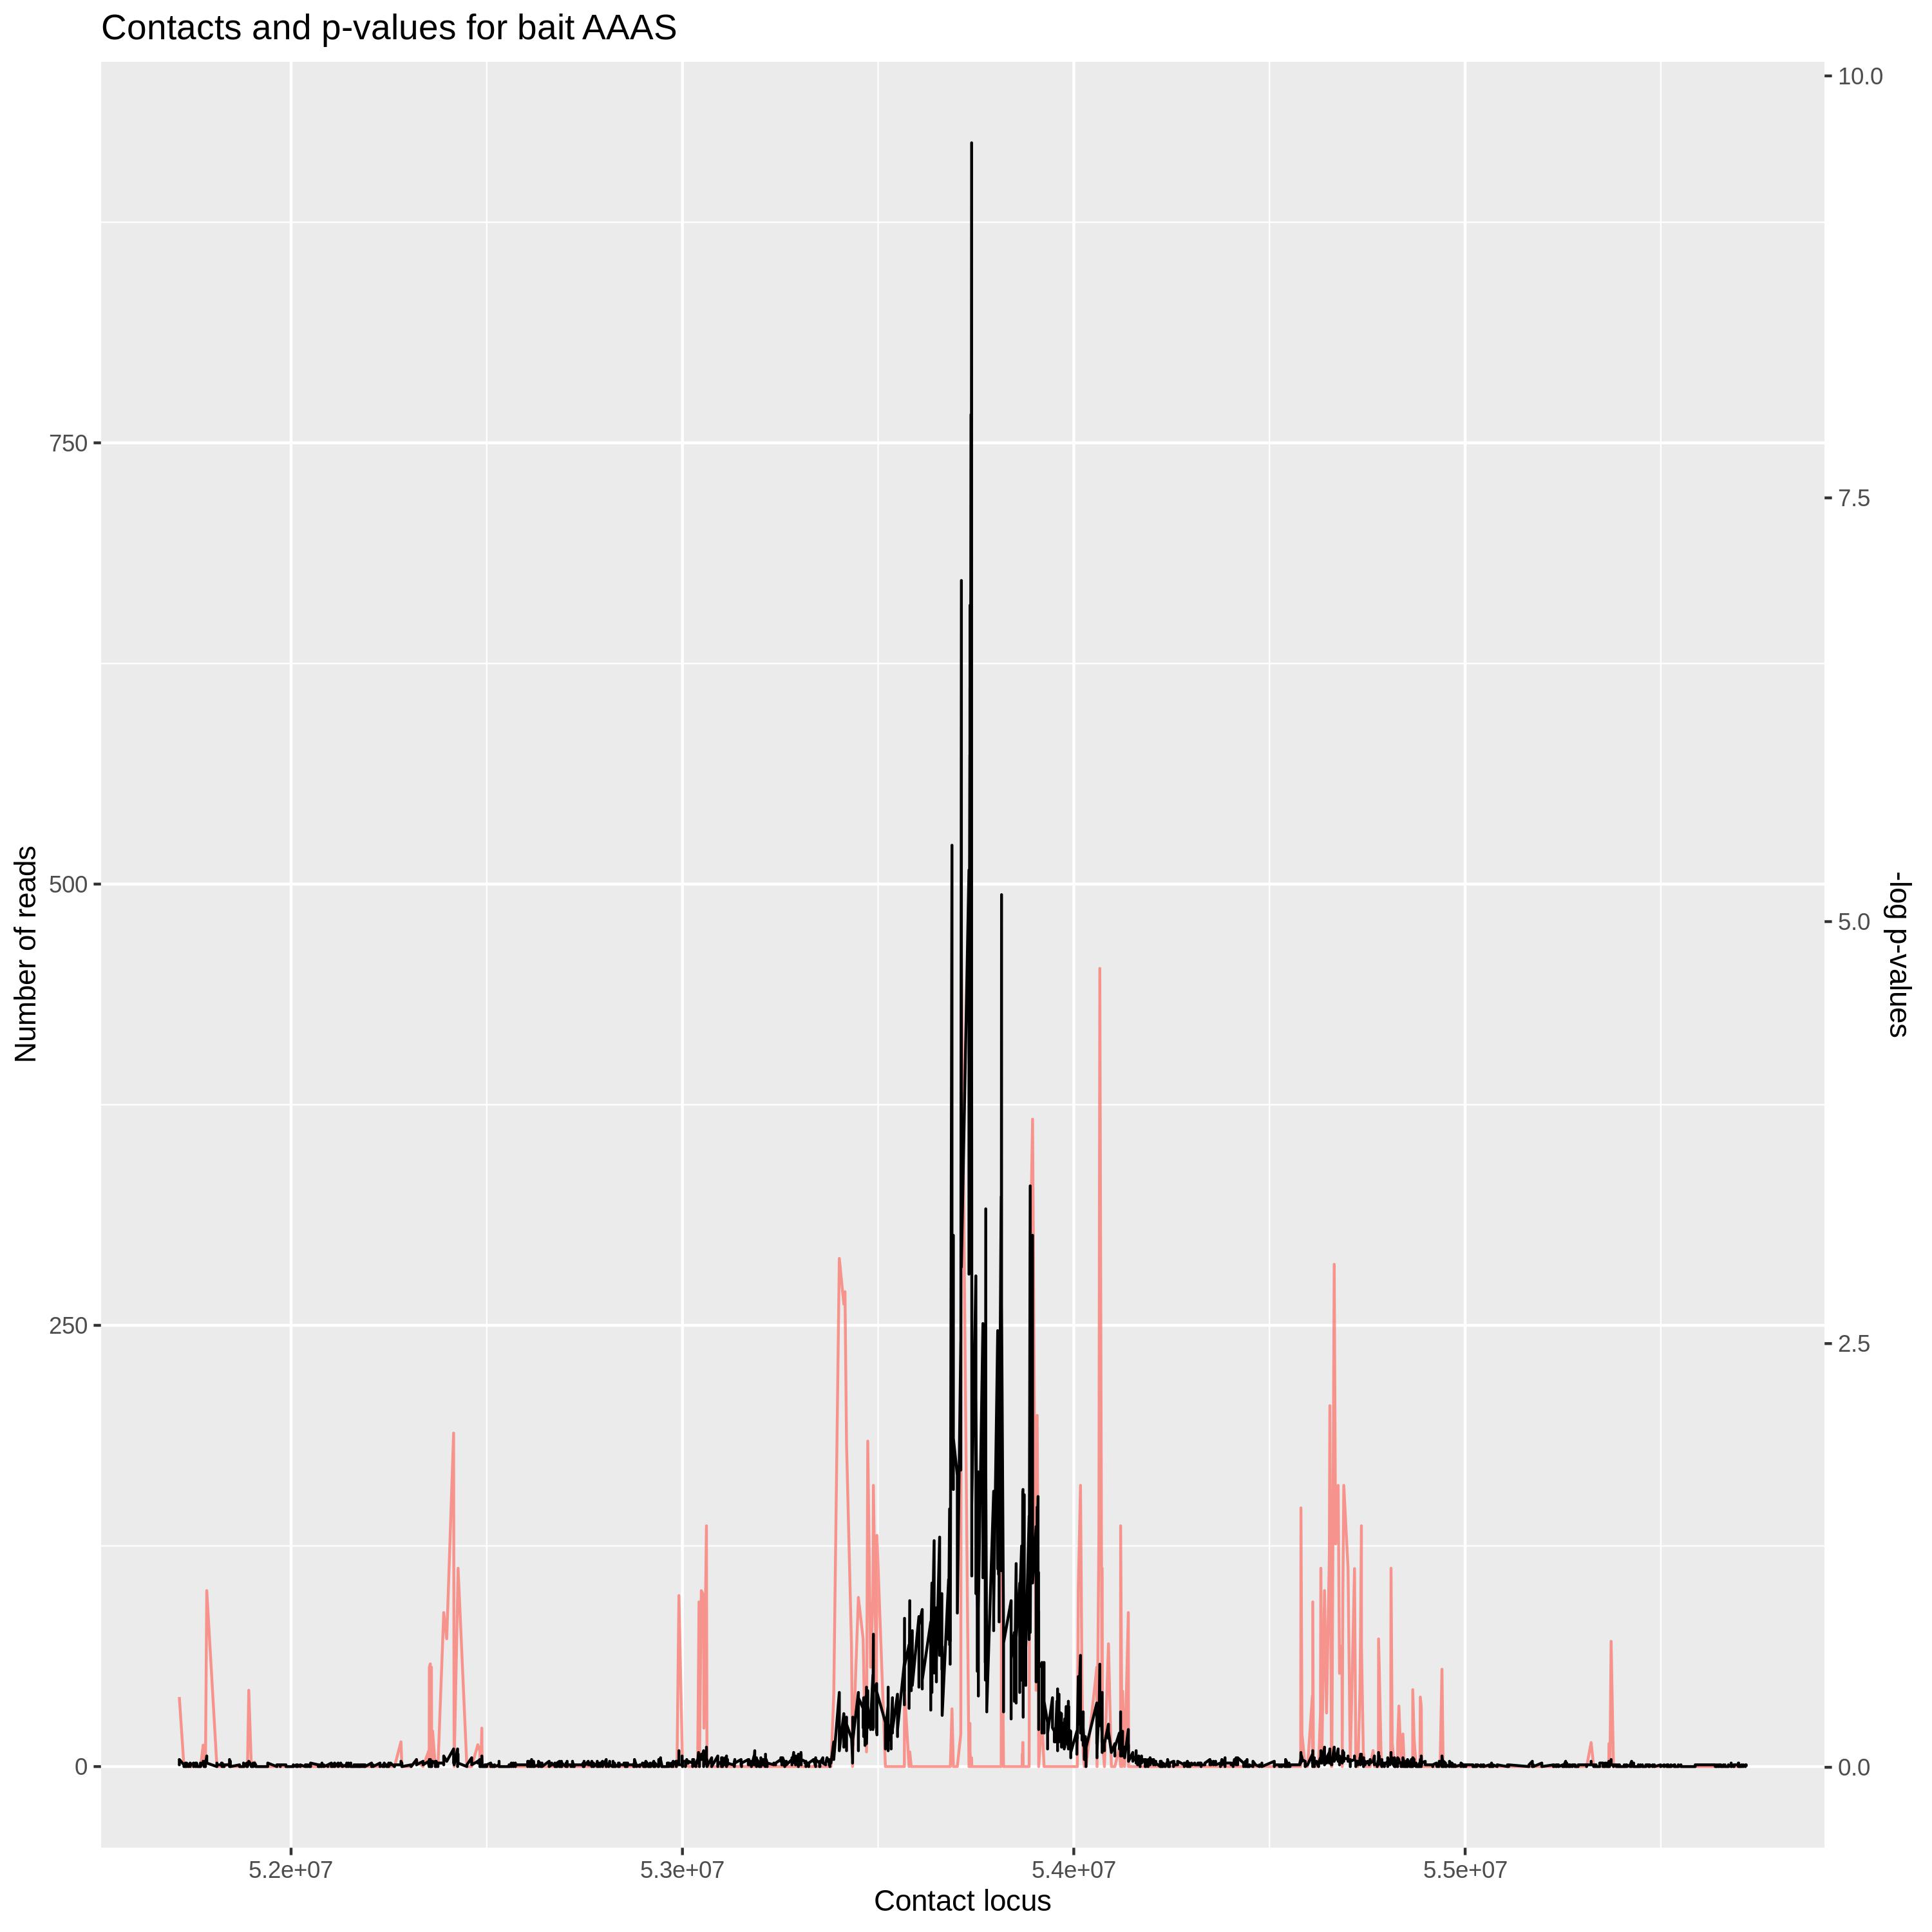 Contacts and p-values for bait AAAS
10.0
750
7.5
Number of reads
500
5.0
-log p-values
250
2.5
0
0.0
5.2e+07
5.3e+07
5.4e+07
5.5e+07
Contact locus